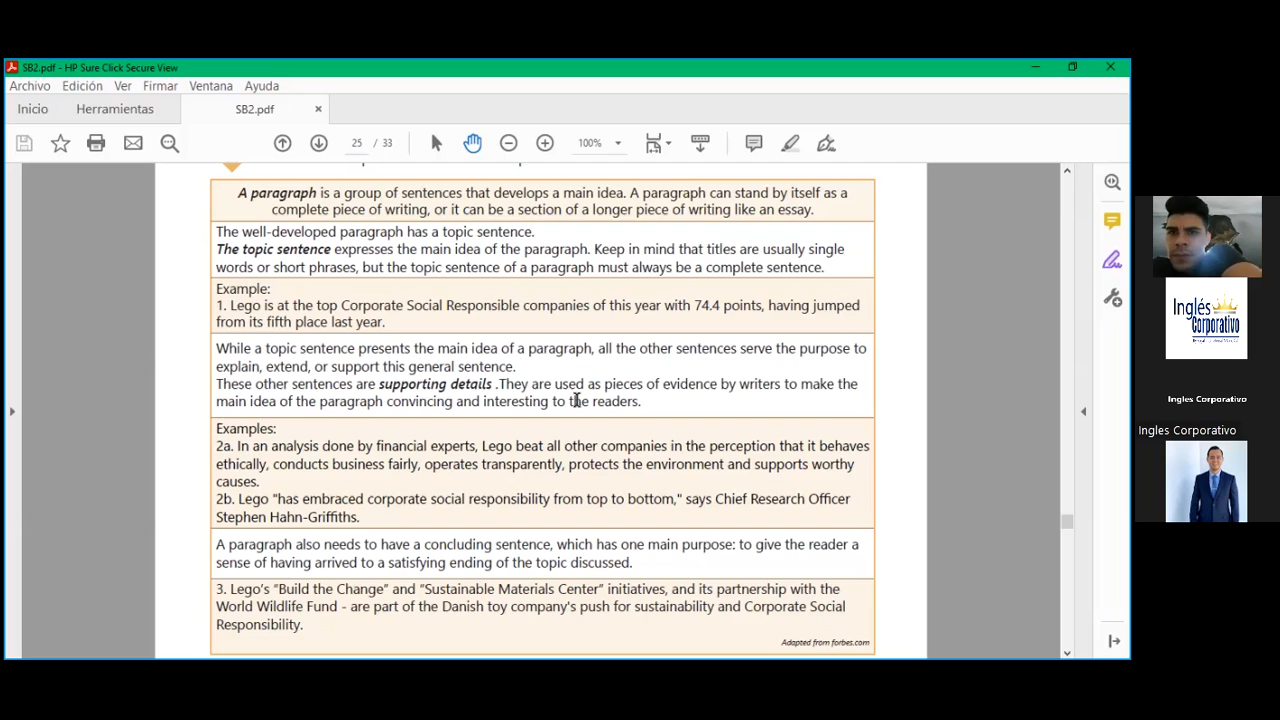 SB2.pdf - HP Sure Click Secure View
Archivo Edición Ver Firmar Ventana Ayuda
Inicio Herramientas SB2.pdf ×
25 / 33 100%
A paragraph is a group of sentences that develops a main idea. A paragraph can stand by itself as a
complete piece of writing, or it can be a section of a longer piece of writing like an essay.
The well-developed paragraph has a topic sentence.
The topic sentence expresses the main idea of the paragraph. Keep in mind that titles are usually single
words or short phrases, but the topic sentence of a paragraph must always be a complete sentence.
Example:
1. Lego is at the top Corporate Social Responsible companies of this year with 74.4 points, having jumped
from its fifth place last year.
While a topic sentence presents the main idea of a paragraph, all the other sentences serve the purpose to
explain, extend, or support this general sentence.
These other sentences are supporting details .They are used as pieces of evidence by writers to make the
main idea of the paragraph convincing and interesting to the readers.
Examples:
2a. In an analysis done by financial experts, Lego beat all other companies in the perception that it behaves
ethically, conducts business fairly, operates transparently, protects the environment and supports worthy
causes.
2b. Lego "has embraced corporate social responsibility from top to bottom," says Chief Research Officer
Stephen Hahn-Griffiths.
A paragraph also needs to have a concluding sentence, which has one main purpose: to give the reader a
sense of having arrived to a satisfying ending of the topic discussed.
3. Lego's “Build the Change” and “Sustainable Materials Center” initiatives, and its partnership with the
World Wildlife Fund - are part of the Danish toy company's push for sustainability and Corporate Social
Responsibility.
Adapted from forbes.com
Inglés
Corporativo
Ingles Corporativo
Ingles Corporativo